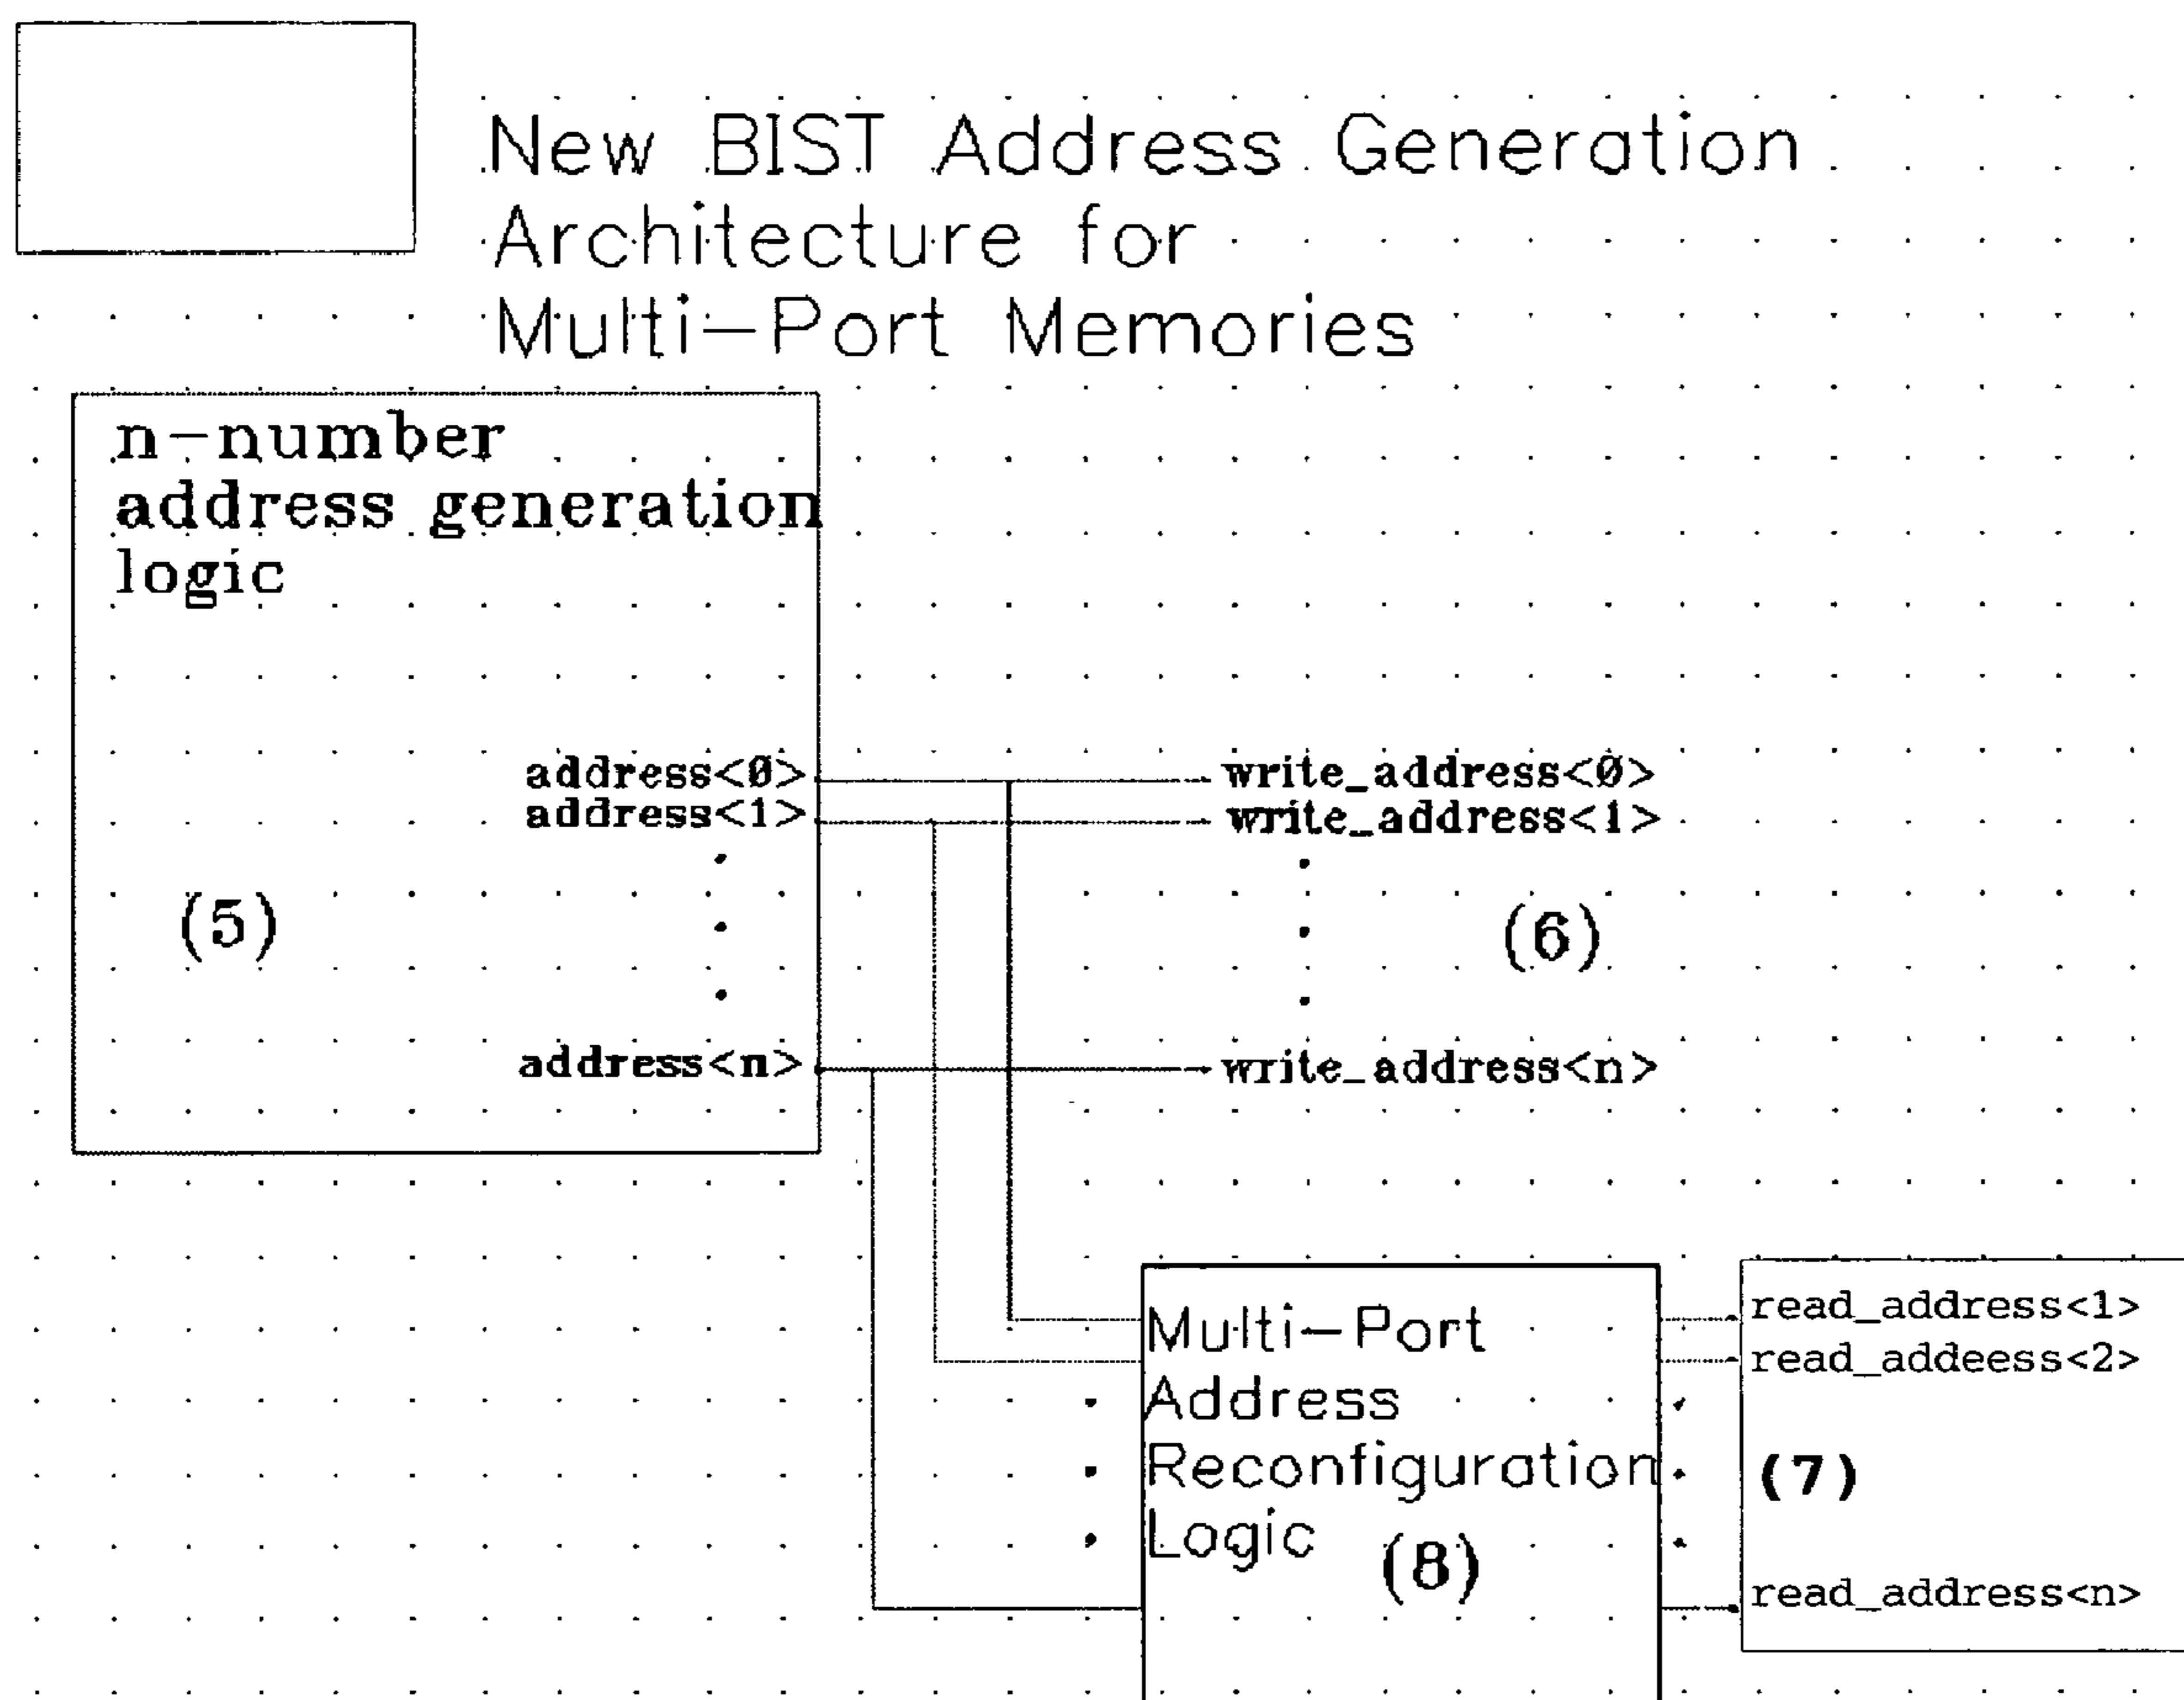 New BIST Address Generation
Architecture for
Multi-Port Memories
n-number
address generation
logic
address<0>
address<1>
address<n>
(5)
write_address<0>
write_address<1>
(6)
write_address<n>
Multi-Port
Address
Reconfiguration
Logic
(8)
read_address<1>
read_addeess<2>
(7)
read_address<n>